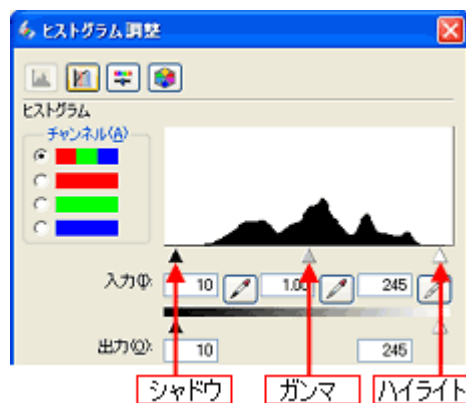 ヒストグラム調整
ヒストグラム
チャンネル(A)
入力(I): 10 1.00 245
出力(O): 10 245
シャドウ ガンマ ハイライト